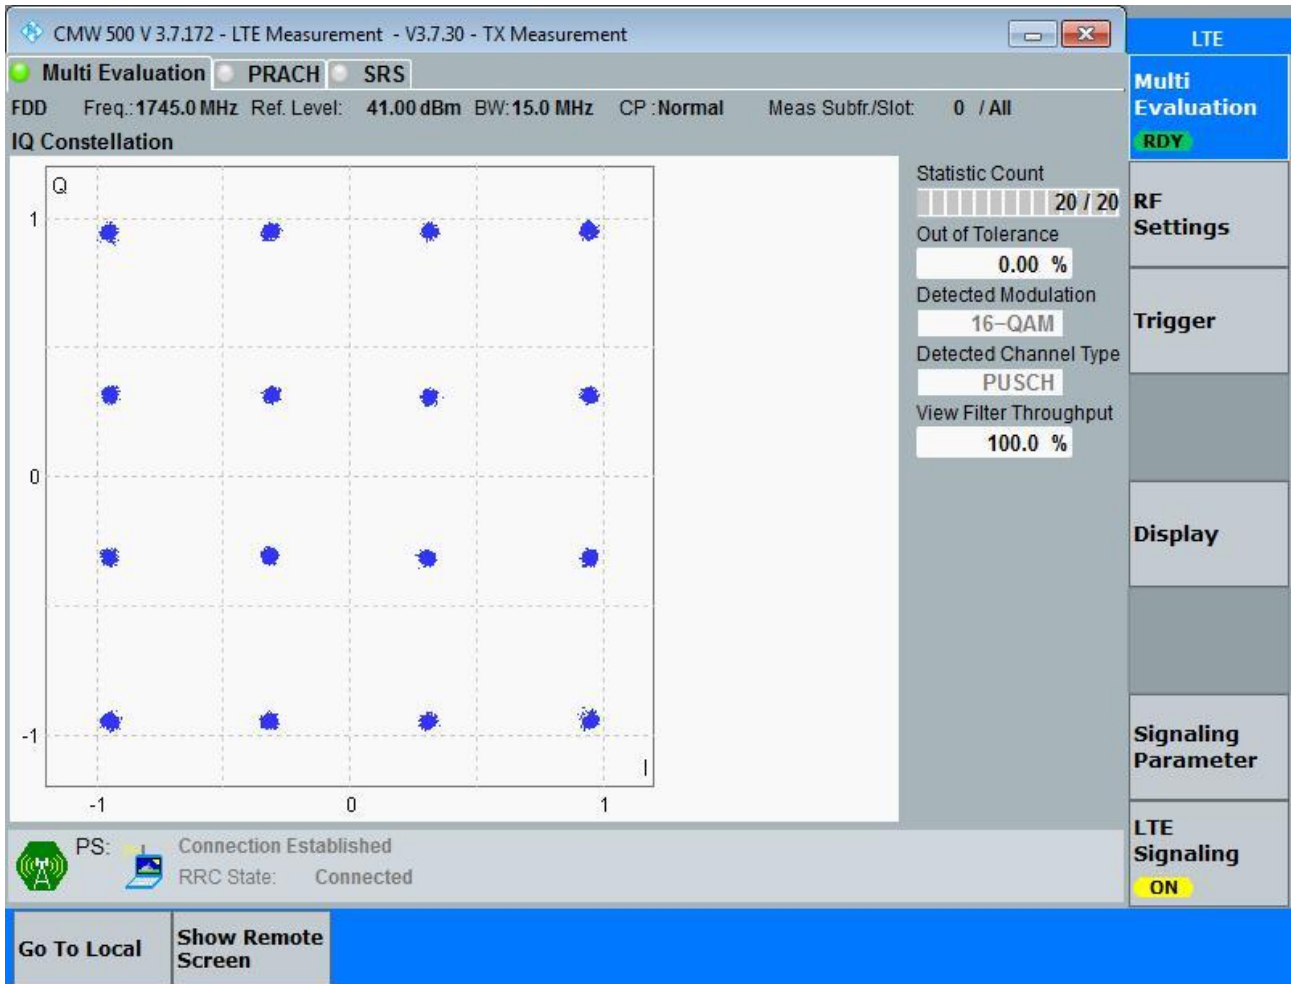 CMW 500 V 3.7.172 - LTE Measurement - V3.7.30 - TX Measurement
LTE
Multi Evaluation PRACH SRS
Multi
Evaluation
RDY
FDD Freq.:1745.0 MHz Ref. Level: 41.00 dBm BW:15.0 MHz CP :Normal Meas Subfr./Slot: 0 / All
IQ Constellation
Q
1
0
-1
I
-1 0 1
Statistic Count
20 / 20
Out of Tolerance
0.00 %
Detected Modulation
16-QAM
Detected Channel Type
PUSCH
View Filter Throughput
100.0 %
RF
Settings
Trigger
Display
Signaling
Parameter
LTE
Signaling
ON
PS: Connection Established
RRC State: Connected
Go To Local
Show Remote
Screen